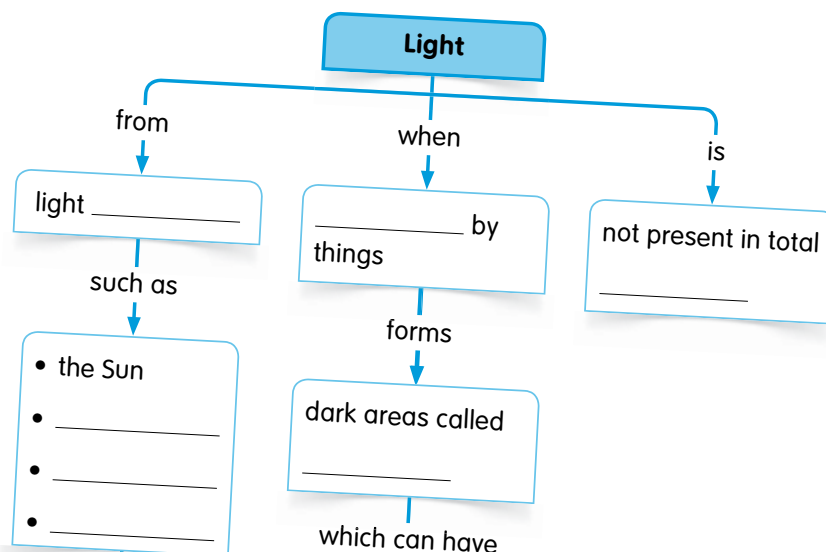 Light
from
when
is
light
by
things
not present in total
such as
forms
• the Sun
•
•
•
dark areas called
which can have